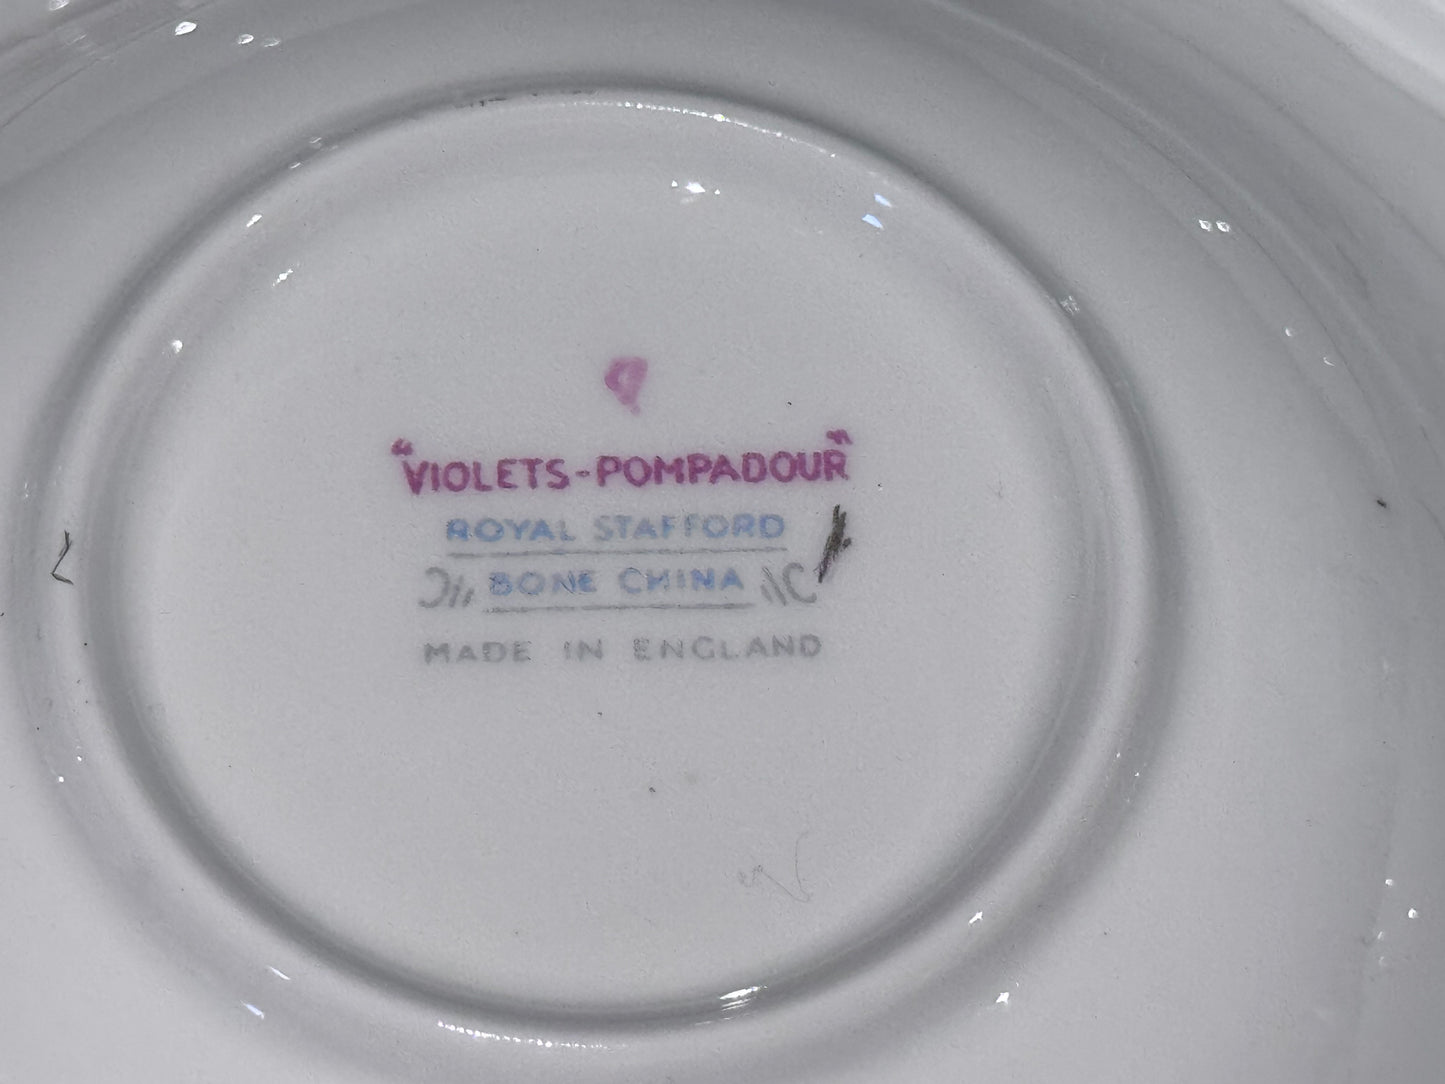 "VIOLETS-POMPADOUR"
ROYAL STAFFORD
BONE CHINA
MADE IN ENGLAND